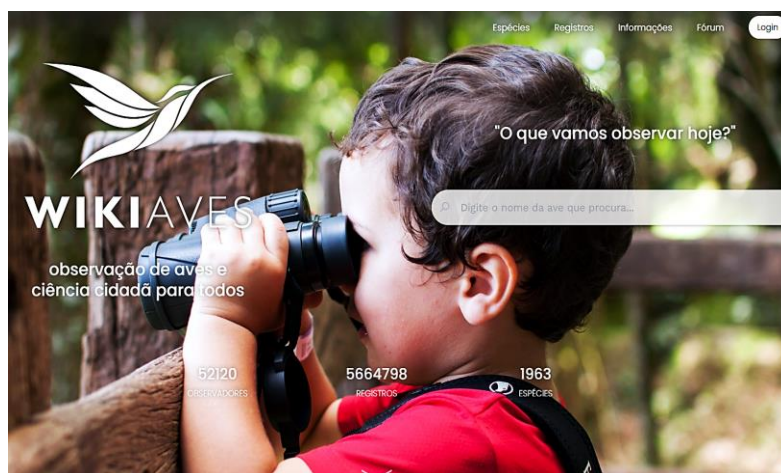 Espécies Registros Informações Fórum Login
WIKIAVES
observação de aves e
ciência cidadã para todos
"O que vamos observar hoje?"
Digite o nome da ave que procura...
52120 5664798 1963
OBSERVADORES REGISTROS ESPÉCIES